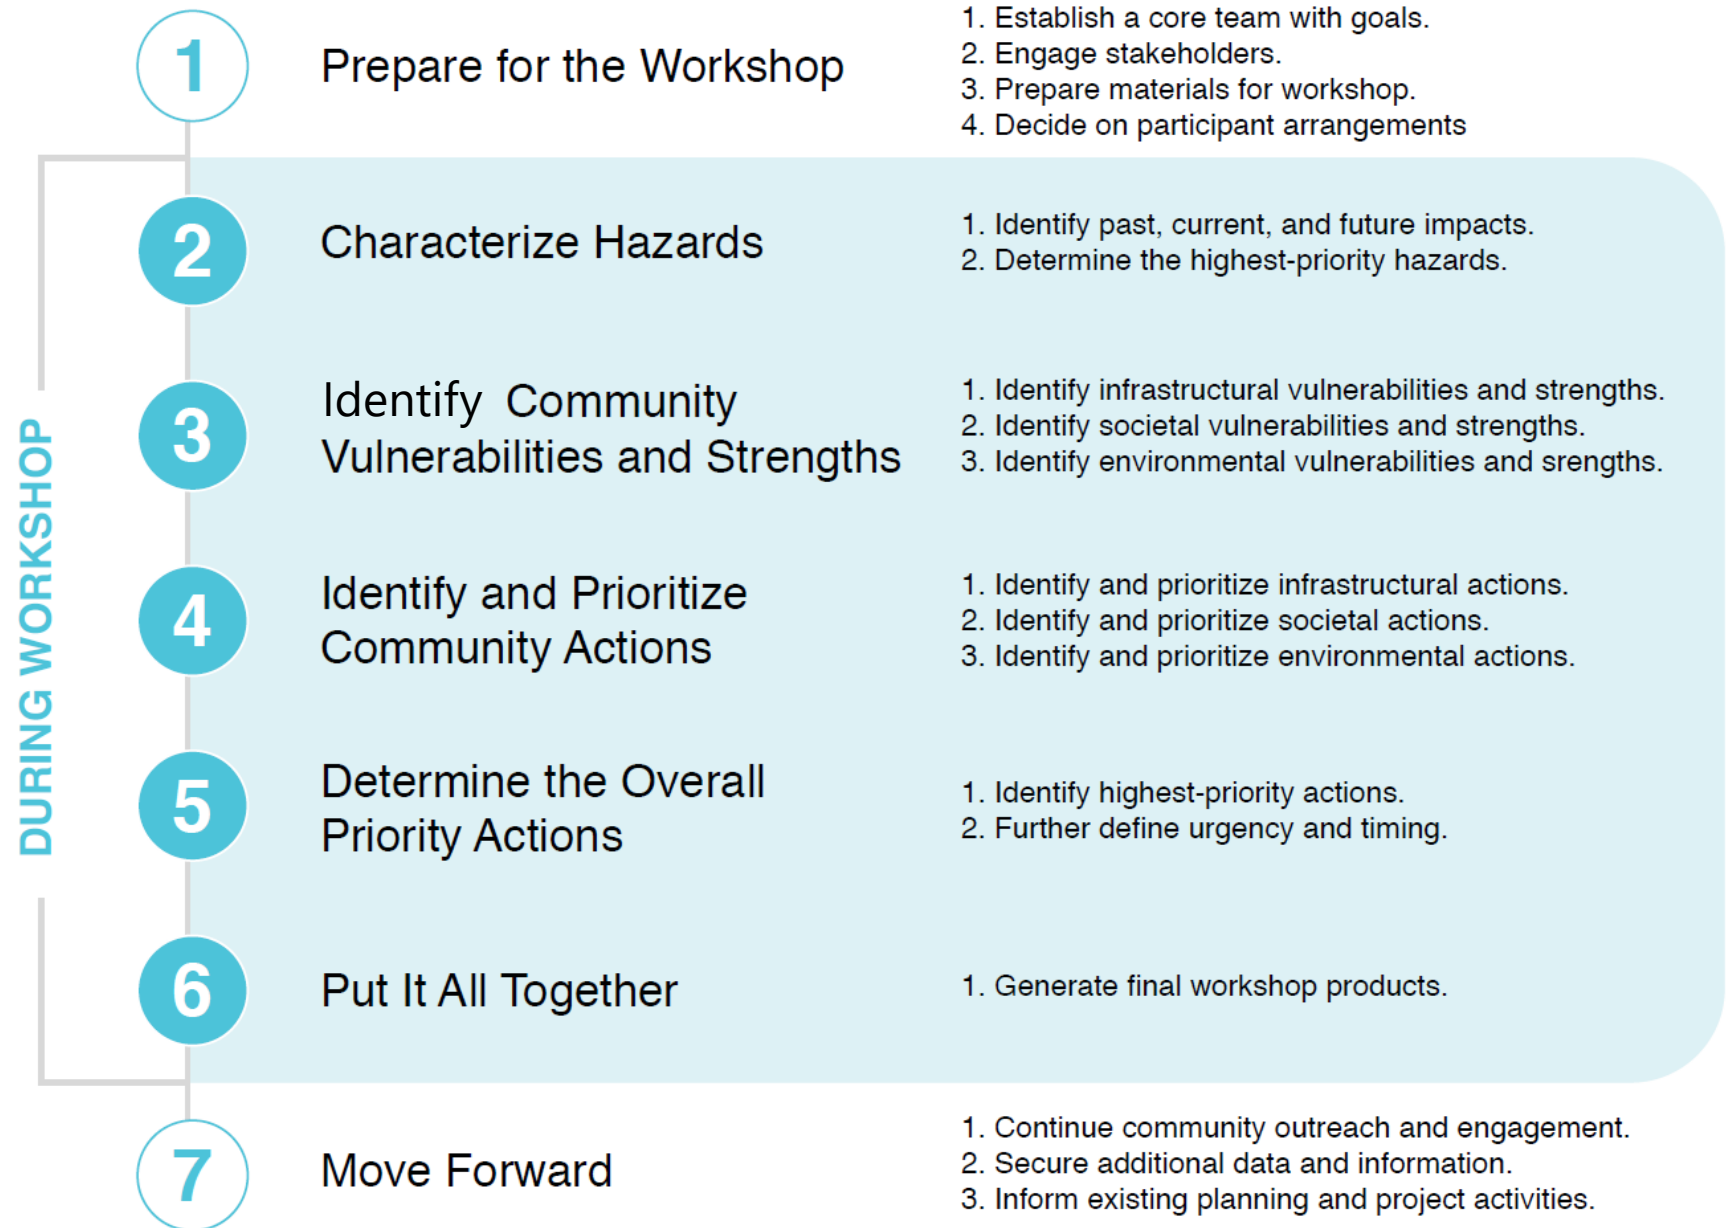 1
Prepare for the Workshop
1. Establish a core team with goals.
2. Engage stakeholders.
3. Prepare materials for workshop.
4. Decide on participant arrangements
DURING WORKSHOP
2
Characterize Hazards
1. Identify past, current, and future impacts.
2. Determine the highest-priority hazards.
3
Identify Community
Vulnerabilities and Strengths
1. Identify infrastructural vulnerabilities and strengths.
2. Identify societal vulnerabilities and strengths.
3. Identify environmental vulnerabilities and srengths.
4
Identify and Prioritize
Community Actions
1. Identify and prioritize infrastructural actions.
2. Identify and prioritize societal actions.
3. Identify and prioritize environmental actions.
5
Determine the Overall
Priority Actions
1. Identify highest-priority actions.
2. Further define urgency and timing.
6
Put It All Together
1. Generate final workshop products.
7
Move Forward
1. Continue community outreach and engagement.
2. Secure additional data and information.
3. Inform existing planning and project activities.